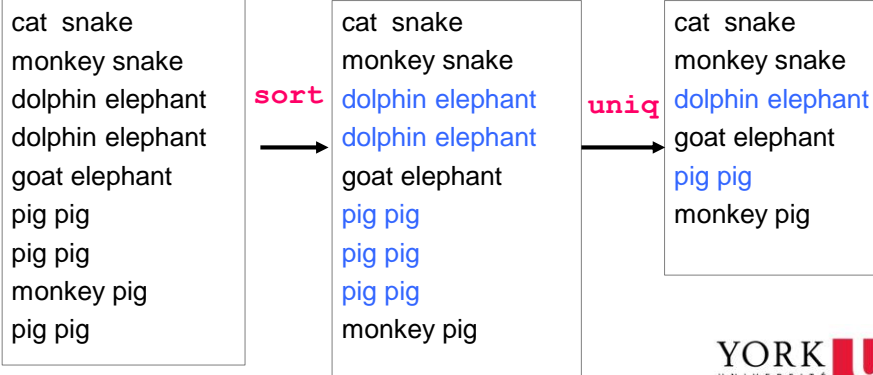 cat snake
monkey snake
dolphin elephant
dolphin elephant
goat elephant
pig pig
pig pig
monkey pig
pig pig
sort
cat snake
monkey snake
dolphin elephant
dolphin elephant
goat elephant
pig pig
pig pig
pig pig
monkey pig
uniq
cat snake
monkey snake
dolphin elephant
goat elephant
pig pig
monkey pig
YORK U